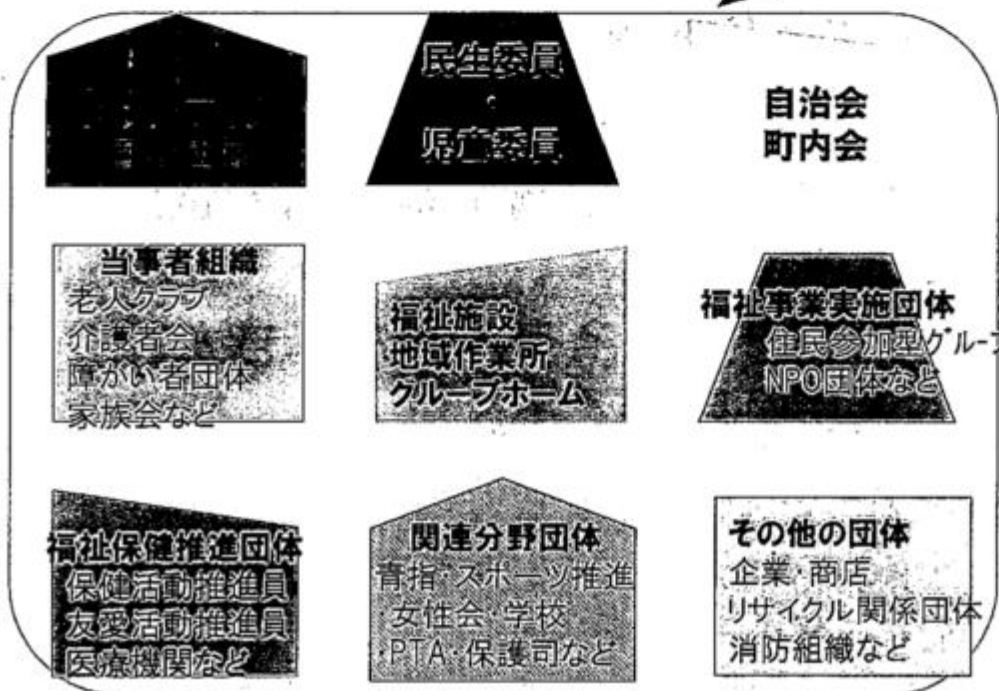 民生委員
・
児童委員
自治会
町内会
当事者組織
老人クラブ
介護者会
障がい者団体
家族会など
福祉施設
地域作業所
グループホーム
福祉事業実施団体
住民参加型グループ
NPO団体など
福祉保健推進団体
保健活動推進員
友愛活動推進員
医療機関など
関連分野団体
青指・スポーツ推進
・女性会・学校
・PTA・保護司など
その他の団体
企業・商店
リサイクル関係団体
消防組織など